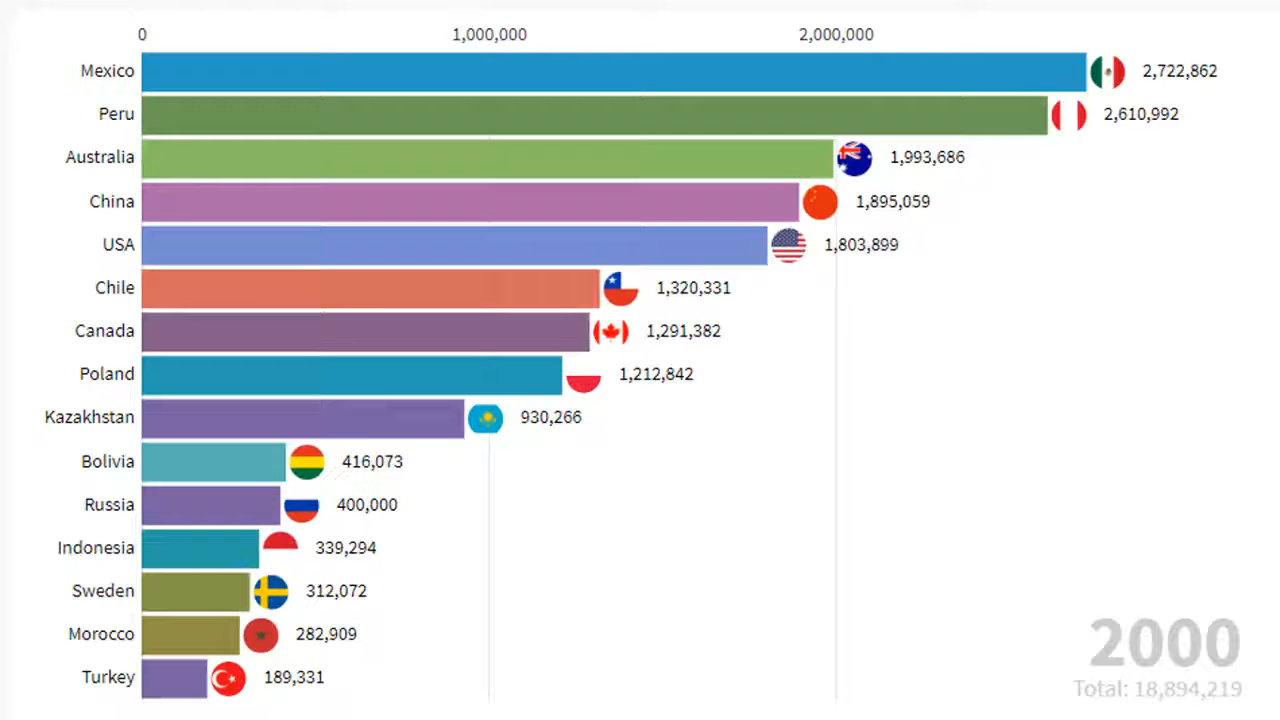 0 1,000,000 2,000,000
Mexico 2,722,862
Peru 2,610,992
Australia 1,993,686
China 1,895,059
USA 1,803,899
Chile 1,320,331
Canada 1,291,382
Poland 1,212,842
Kazakhstan 930,266
Bolivia 416,073
Russia 400,000
Indonesia 339,294
Sweden 312,072
Morocco 282,909
Turkey 189,331
2000
Total: 18,894,219